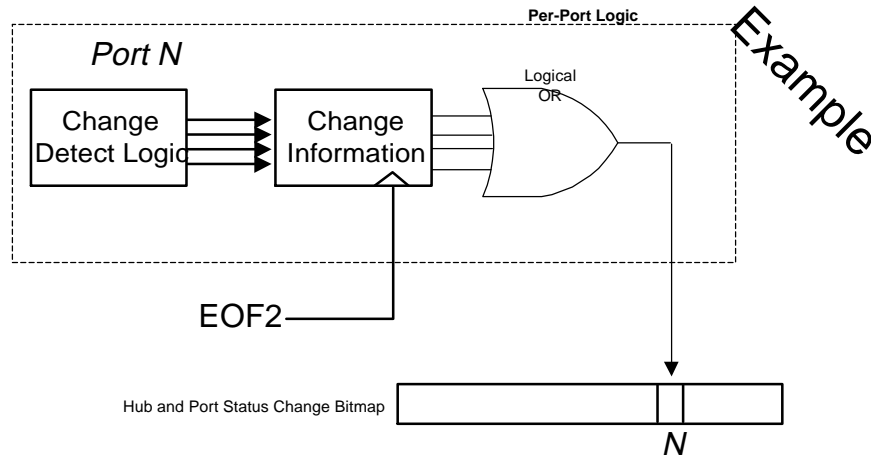 Per-Port Logic
Example
Port N
Logical
OR
Change
Detect Logic
Change
Information
EOF2
Hub and Port Status Change Bitmap
N